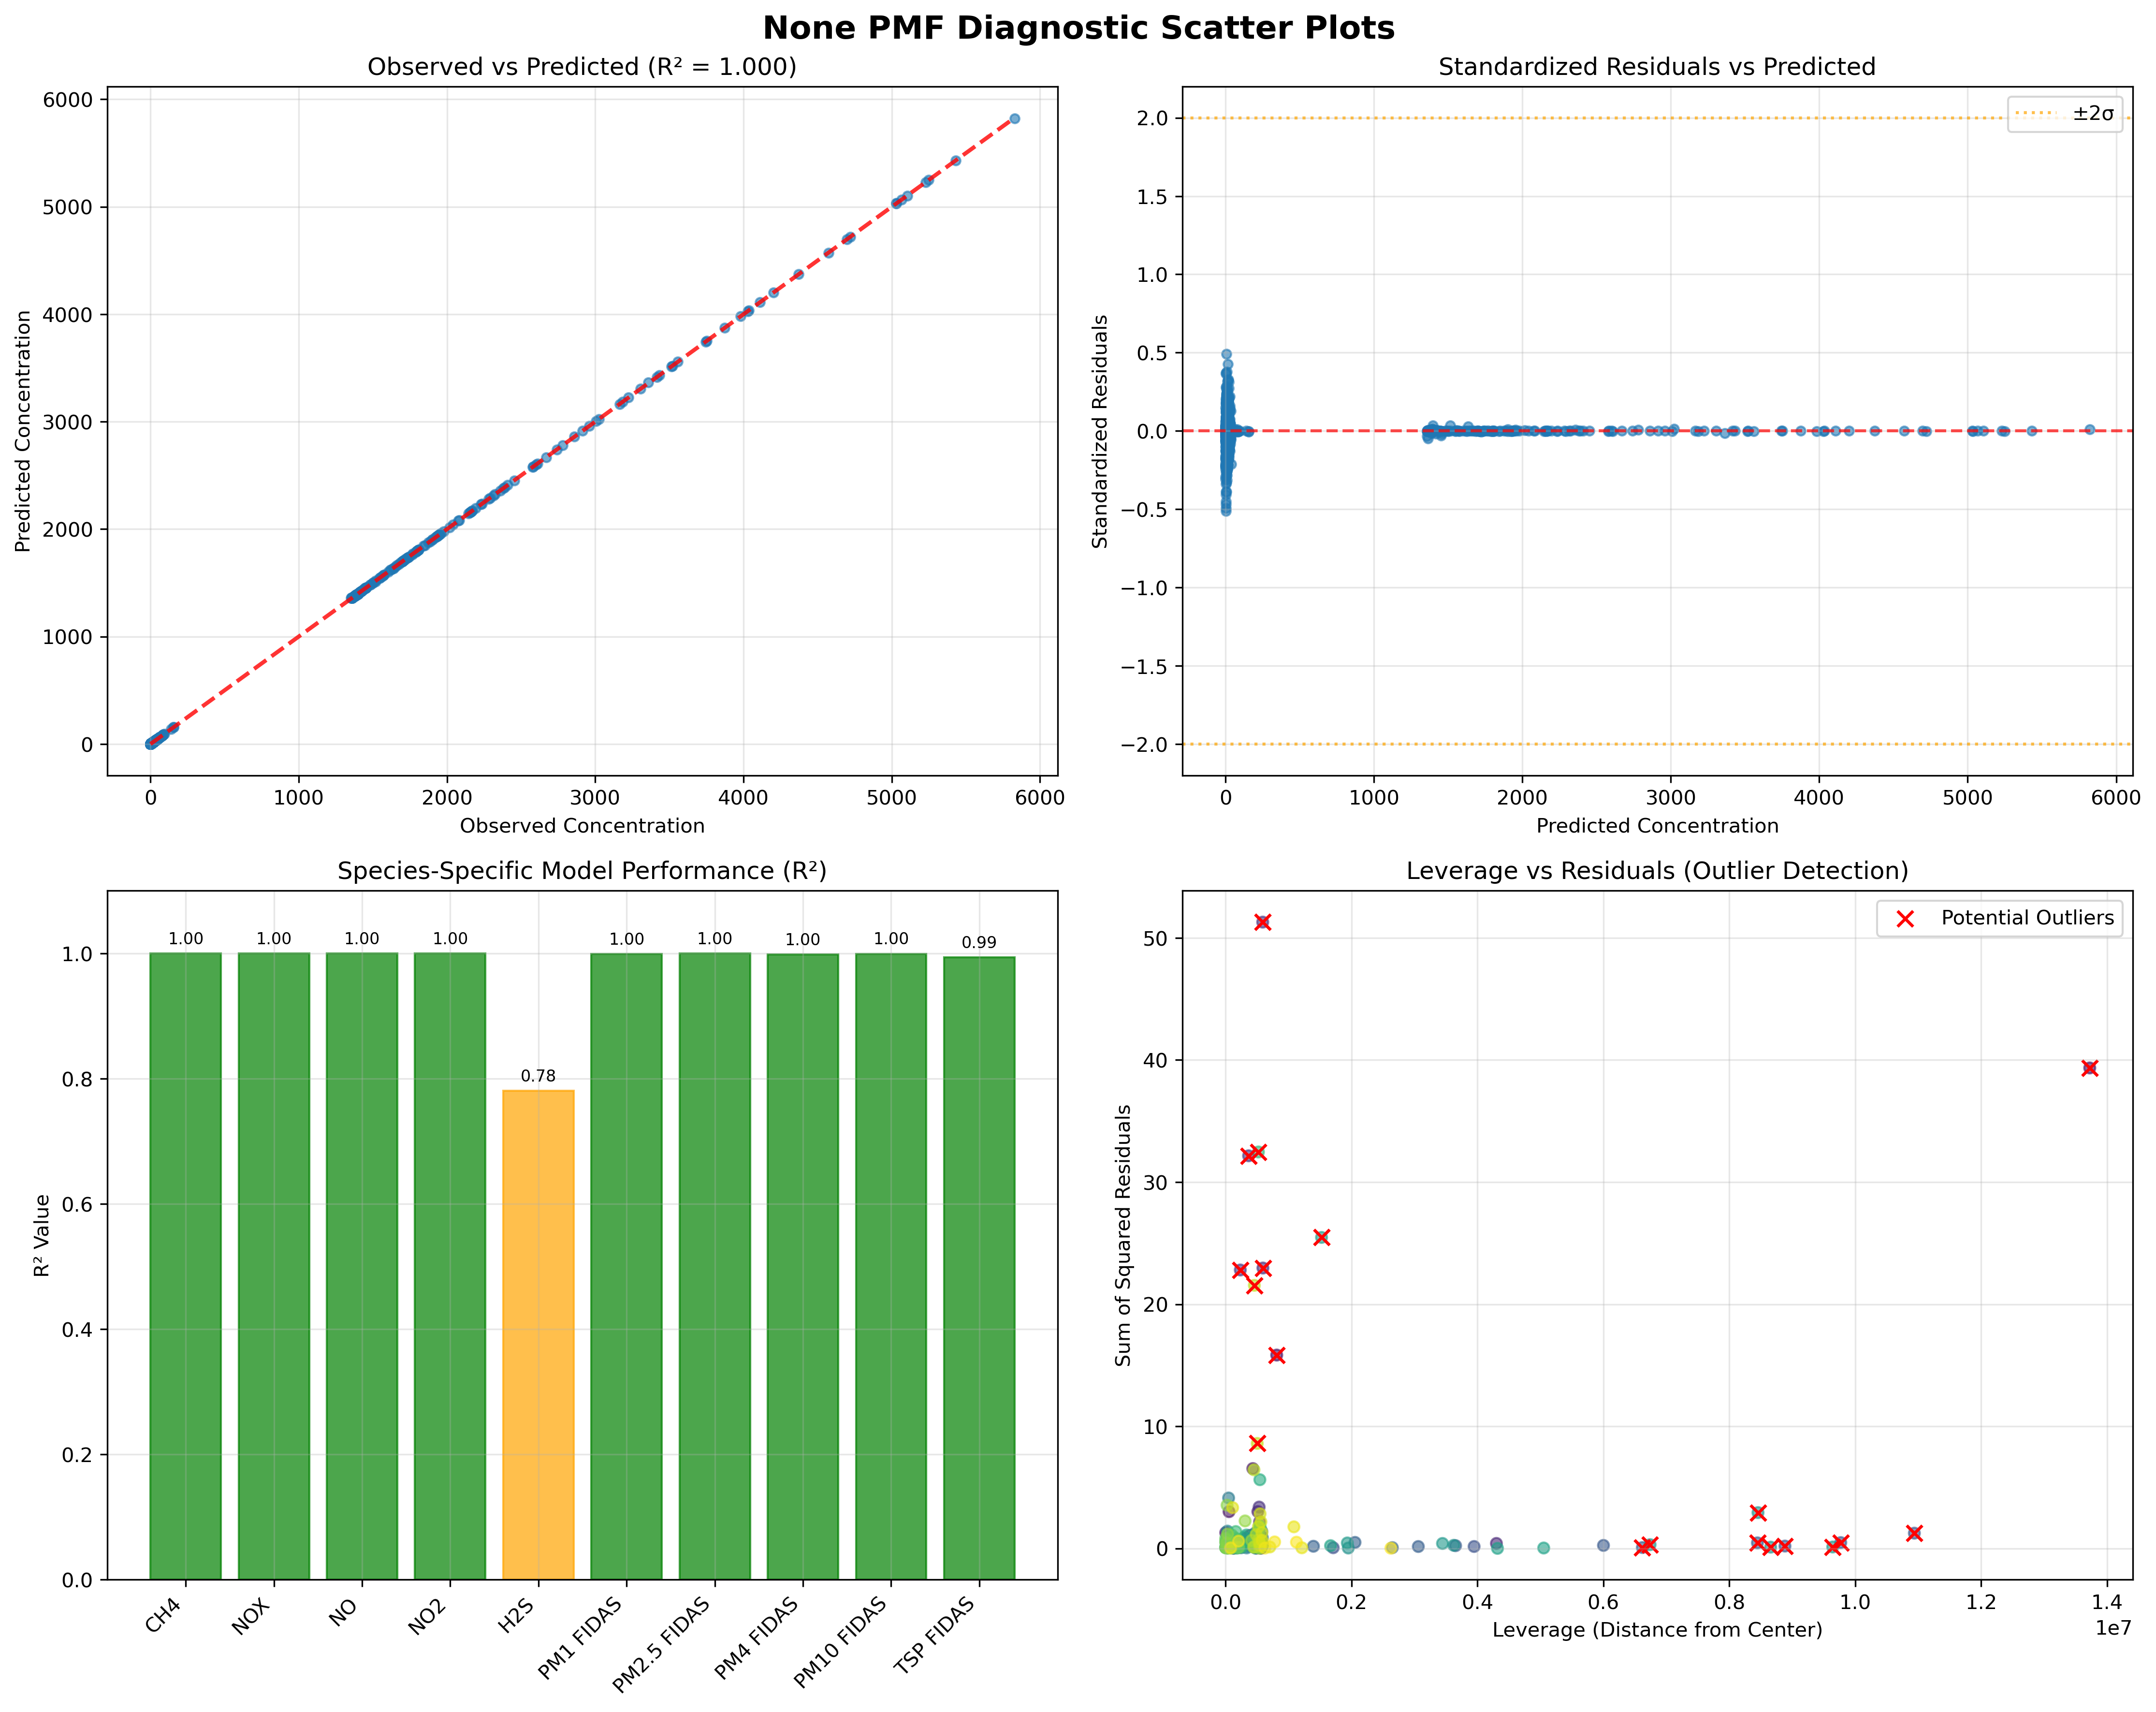 None PMF Diagnostic Scatter Plots
Observed vs Predicted (R² = 1.000)
6000
5000
4000
3000
2000
1000
0
Predicted Concentration
0 1000 2000 3000 4000 5000 6000
Observed Concentration
Standardized Residuals vs Predicted
±2σ
2.0
1.5
1.0
0.5
0.0
−0.5
−1.0
−1.5
−2.0
Standardized Residuals
0 1000 2000 3000 4000 5000 6000
Predicted Concentration
Species-Specific Model Performance (R²)
1.00 1.00 1.00 1.00 0.78 1.00 1.00 1.00 1.00 0.99
1.0
0.8
0.6
0.4
0.2
0.0
R² Value
CH4
NOX
NO
NO2
H2S
PM1 FIDAS
PM2.5 FIDAS
PM4 FIDAS
PM10 FIDAS
TSP FIDAS
Leverage vs Residuals (Outlier Detection)
Potential Outliers
50
40
30
20
10
0
Sum of Squared Residuals
0.0 0.2 0.4 0.6 0.8 1.0 1.2 1.4
1e7
Leverage (Distance from Center)